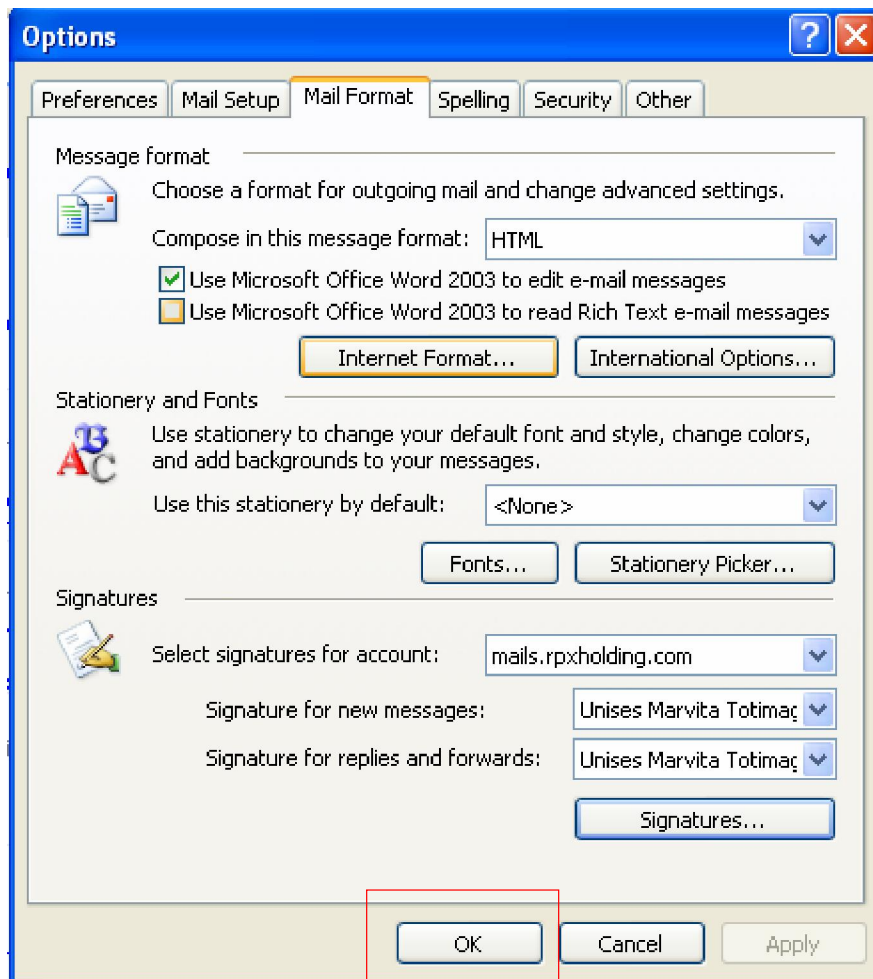 Options
Preferences Mail Setup Mail Format Spelling Security Other
Message format
Choose a format for outgoing mail and change advanced settings.
Compose in this message format: HTML
Use Microsoft Office Word 2003 to edit e-mail messages
Use Microsoft Office Word 2003 to read Rich Text e-mail messages
Internet Format... International Options...
Stationery and Fonts
Use stationery to change your default font and style, change colors,
and add backgrounds to your messages.
Use this stationery by default: <None>
Fonts... Stationery Picker...
Signatures
Select signatures for account: mails.rpxholding.com
Signature for new messages: Unises Marvita Totimag
Signature for replies and forwards: Unises Marvita Totimag
Signatures...
OK Cancel Apply